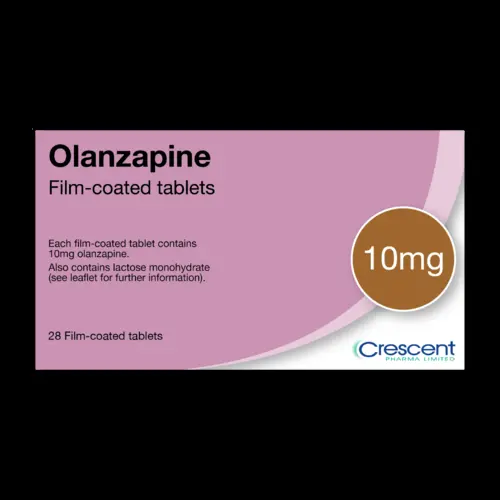 Olanzapine
Film-coated tablets
Each film-coated tablet contains
10mg olanzapine.
Also contains lactose monohydrate
(see leaflet for further information).
10mg
28 Film-coated tablets
Crescent
PHARMA LIMITED